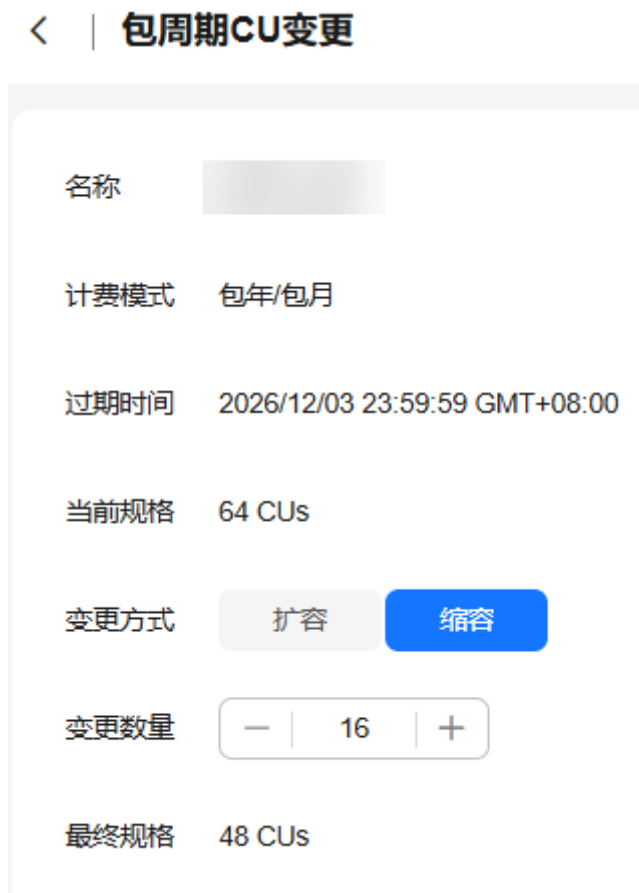 包周期CU变更
名称
计费模式 包年/包月
过期时间 2026/12/03 23:59:59 GMT+08:00
当前规格 64 CUs
变更方式 扩容 缩容
变更数量 — 16 +
最终规格 48 CUs